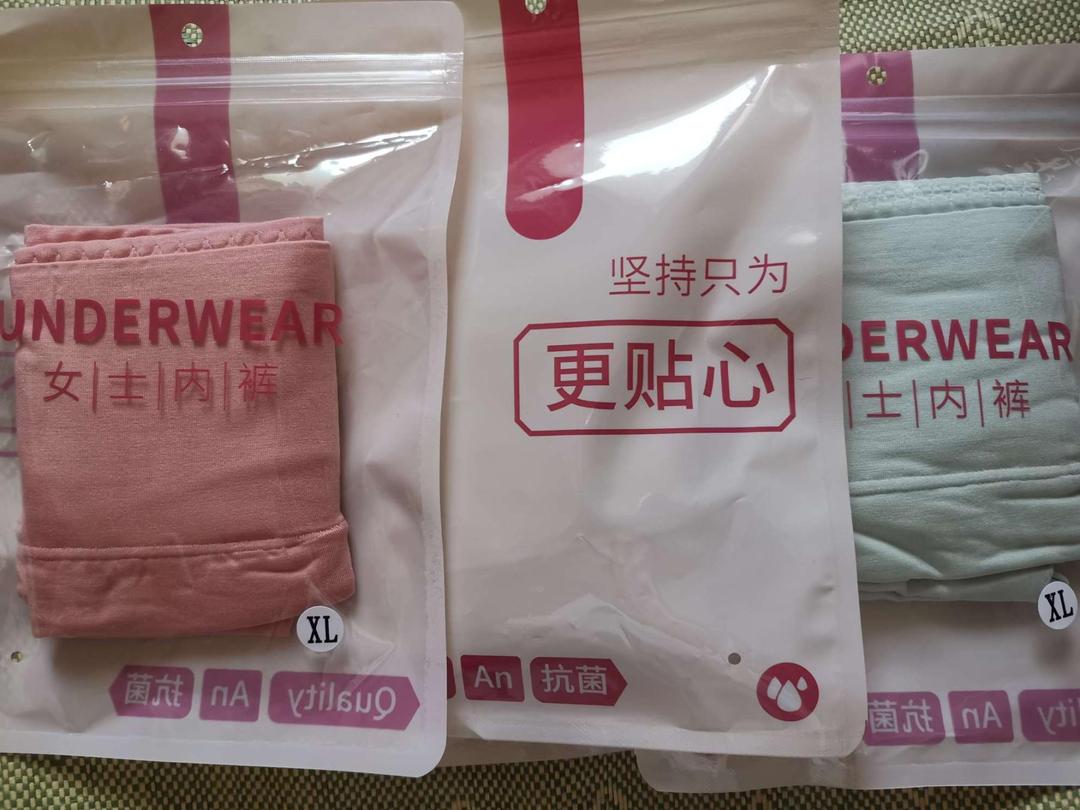 UNDERWEAR
女|士|内|裤
XL
抗菌 An Quality
坚持只为
更贴心
An 抗菌
DERWEAR
士|内|裤
XL
抗菌 An